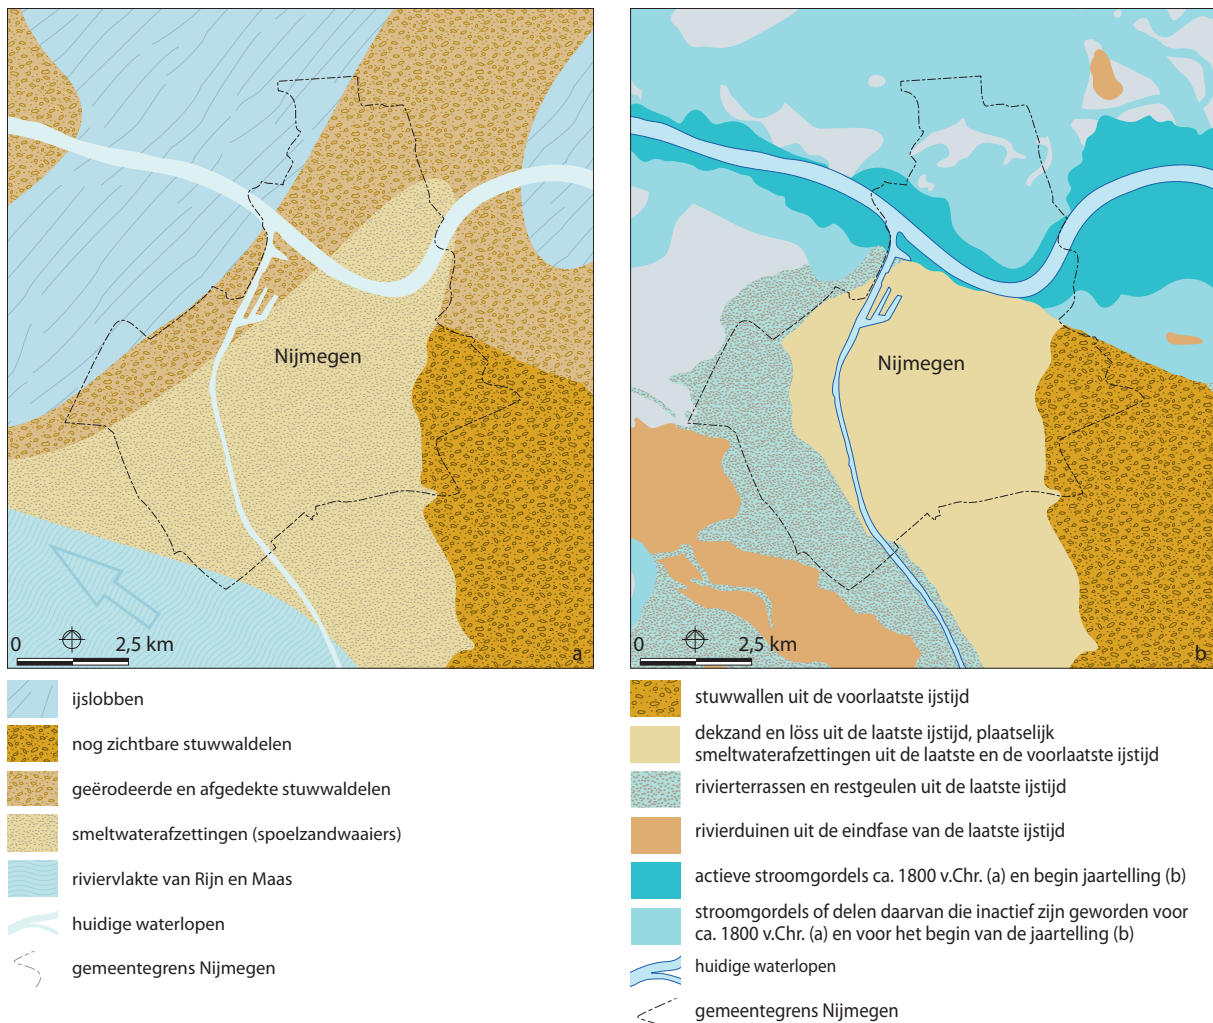 Nijmegen
0 2,5 km
a
ijslobben
nog zichtbare stuwwaldelen
geërodeerde en afgedekte stuwwaldelen
smeltwaterafzettingen (spoelzandwaaiers)
riviervlakte van Rijn en Maas
huidige waterlopen
gemeentegrens Nijmegen
Nijmegen
0 2,5 km
b
stuwwallen uit de voorlaatste ijstijd
dekzand en löss uit de laatste ijstijd, plaatselijk
smeltwaterafzettingen uit de laatste en de voorlaatste ijstijd
rivierterrassen en restgeulen uit de laatste ijstijd
rivierduinen uit de eindfase van de laatste ijstijd
actieve stroomgordels ca. 1800 v.Chr. (a) en begin jaartelling (b)
stroomgordels of delen daarvan die inactief zijn geworden voor
ca. 1800 v.Chr. (a) en voor het begin van de jaartelling (b)
huidige waterlopen
gemeentegrens Nijmegen